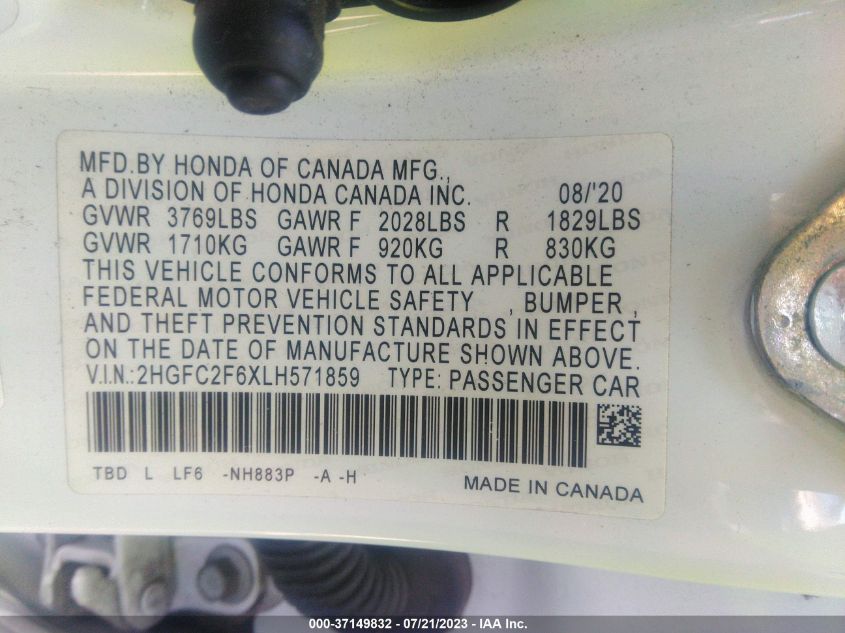 MFD.BY HONDA OF CANADA MFG.,
A DIVISION OF HONDA CANADA INC. 08/'20
GVWR 3769LBS GAWR F 2028LBS R 1829LBS
GVWR 1710KG GAWR F 920KG R 830KG
THIS VEHICLE CONFORMS TO ALL APPLICABLE
FEDERAL MOTOR VEHICLE SAFETY , BUMPER ,
AND THEFT PREVENTION STANDARDS IN EFFECT
ON THE DATE OF MANUFACTURE SHOWN ABOVE.
V.I.N.:2HGFC2F6XLH571859 TYPE: PASSENGER CAR
TBD L LF6 -NH883P -A -H
MADE IN CANADA
000-37149832 - 07/21/2023 - © IAA Inc.